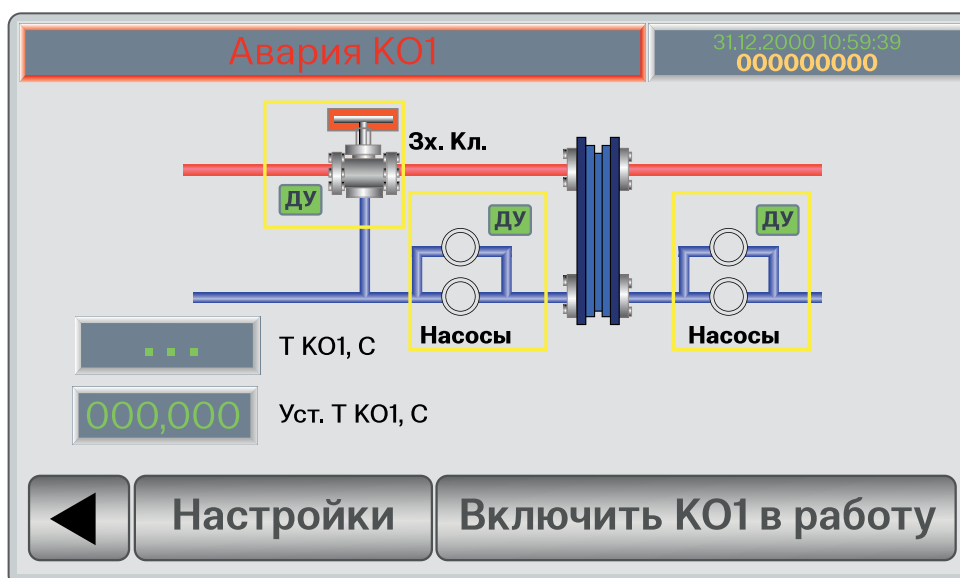 Авария КО1
31.12.2000 10:59:39
000000000
3х. Кл.
ДУ
ДУ
ДУ
Насосы
Насосы
...
Т КО1, С
000,000
Уст. Т КО1, С
Настройки
Включить КО1 в работу